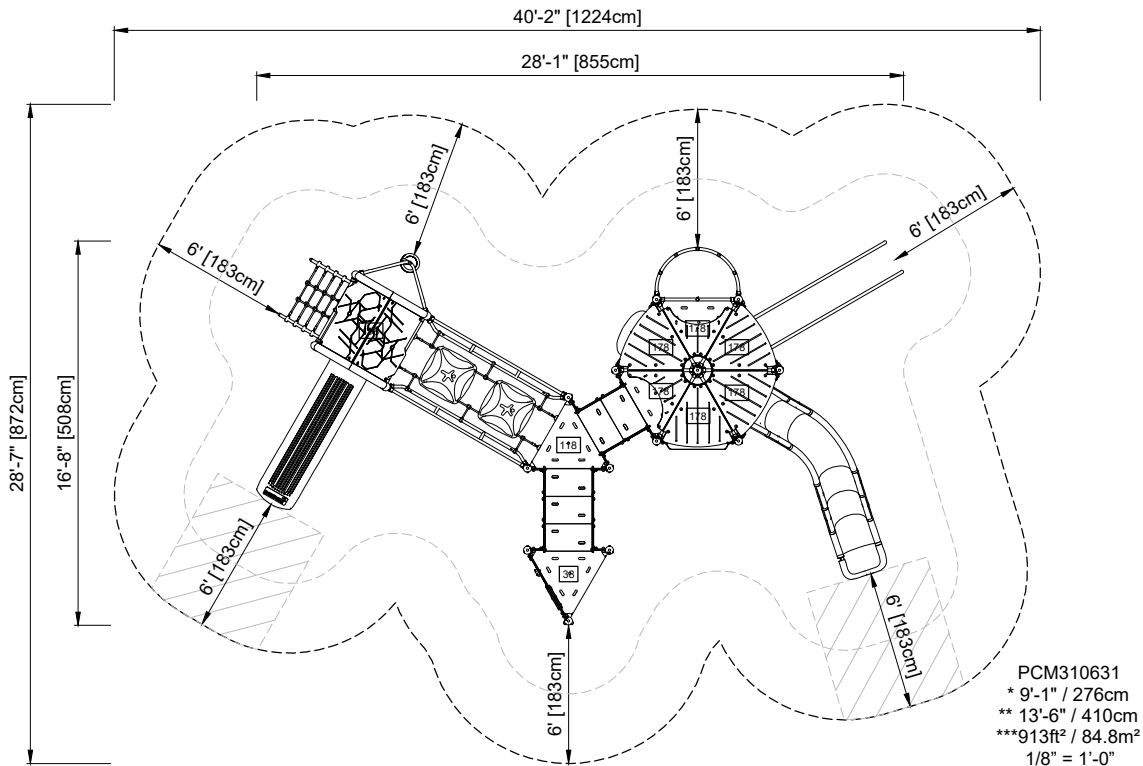 40'-2" [1224cm]
28'-1" [855cm]
28'-7" [872cm]
16'-8" [508cm]
6' [183cm]
6' [183cm]
6' [183cm]
6' [183cm]
178
178
178
178
178
178
118
38
6' [183cm]
6' [183cm]
6' [183cm]
PCM310631
* 9'-1" / 276cm
** 13'-6" / 410cm
***913ft² / 84.8m²
1/8” = 1’-0”